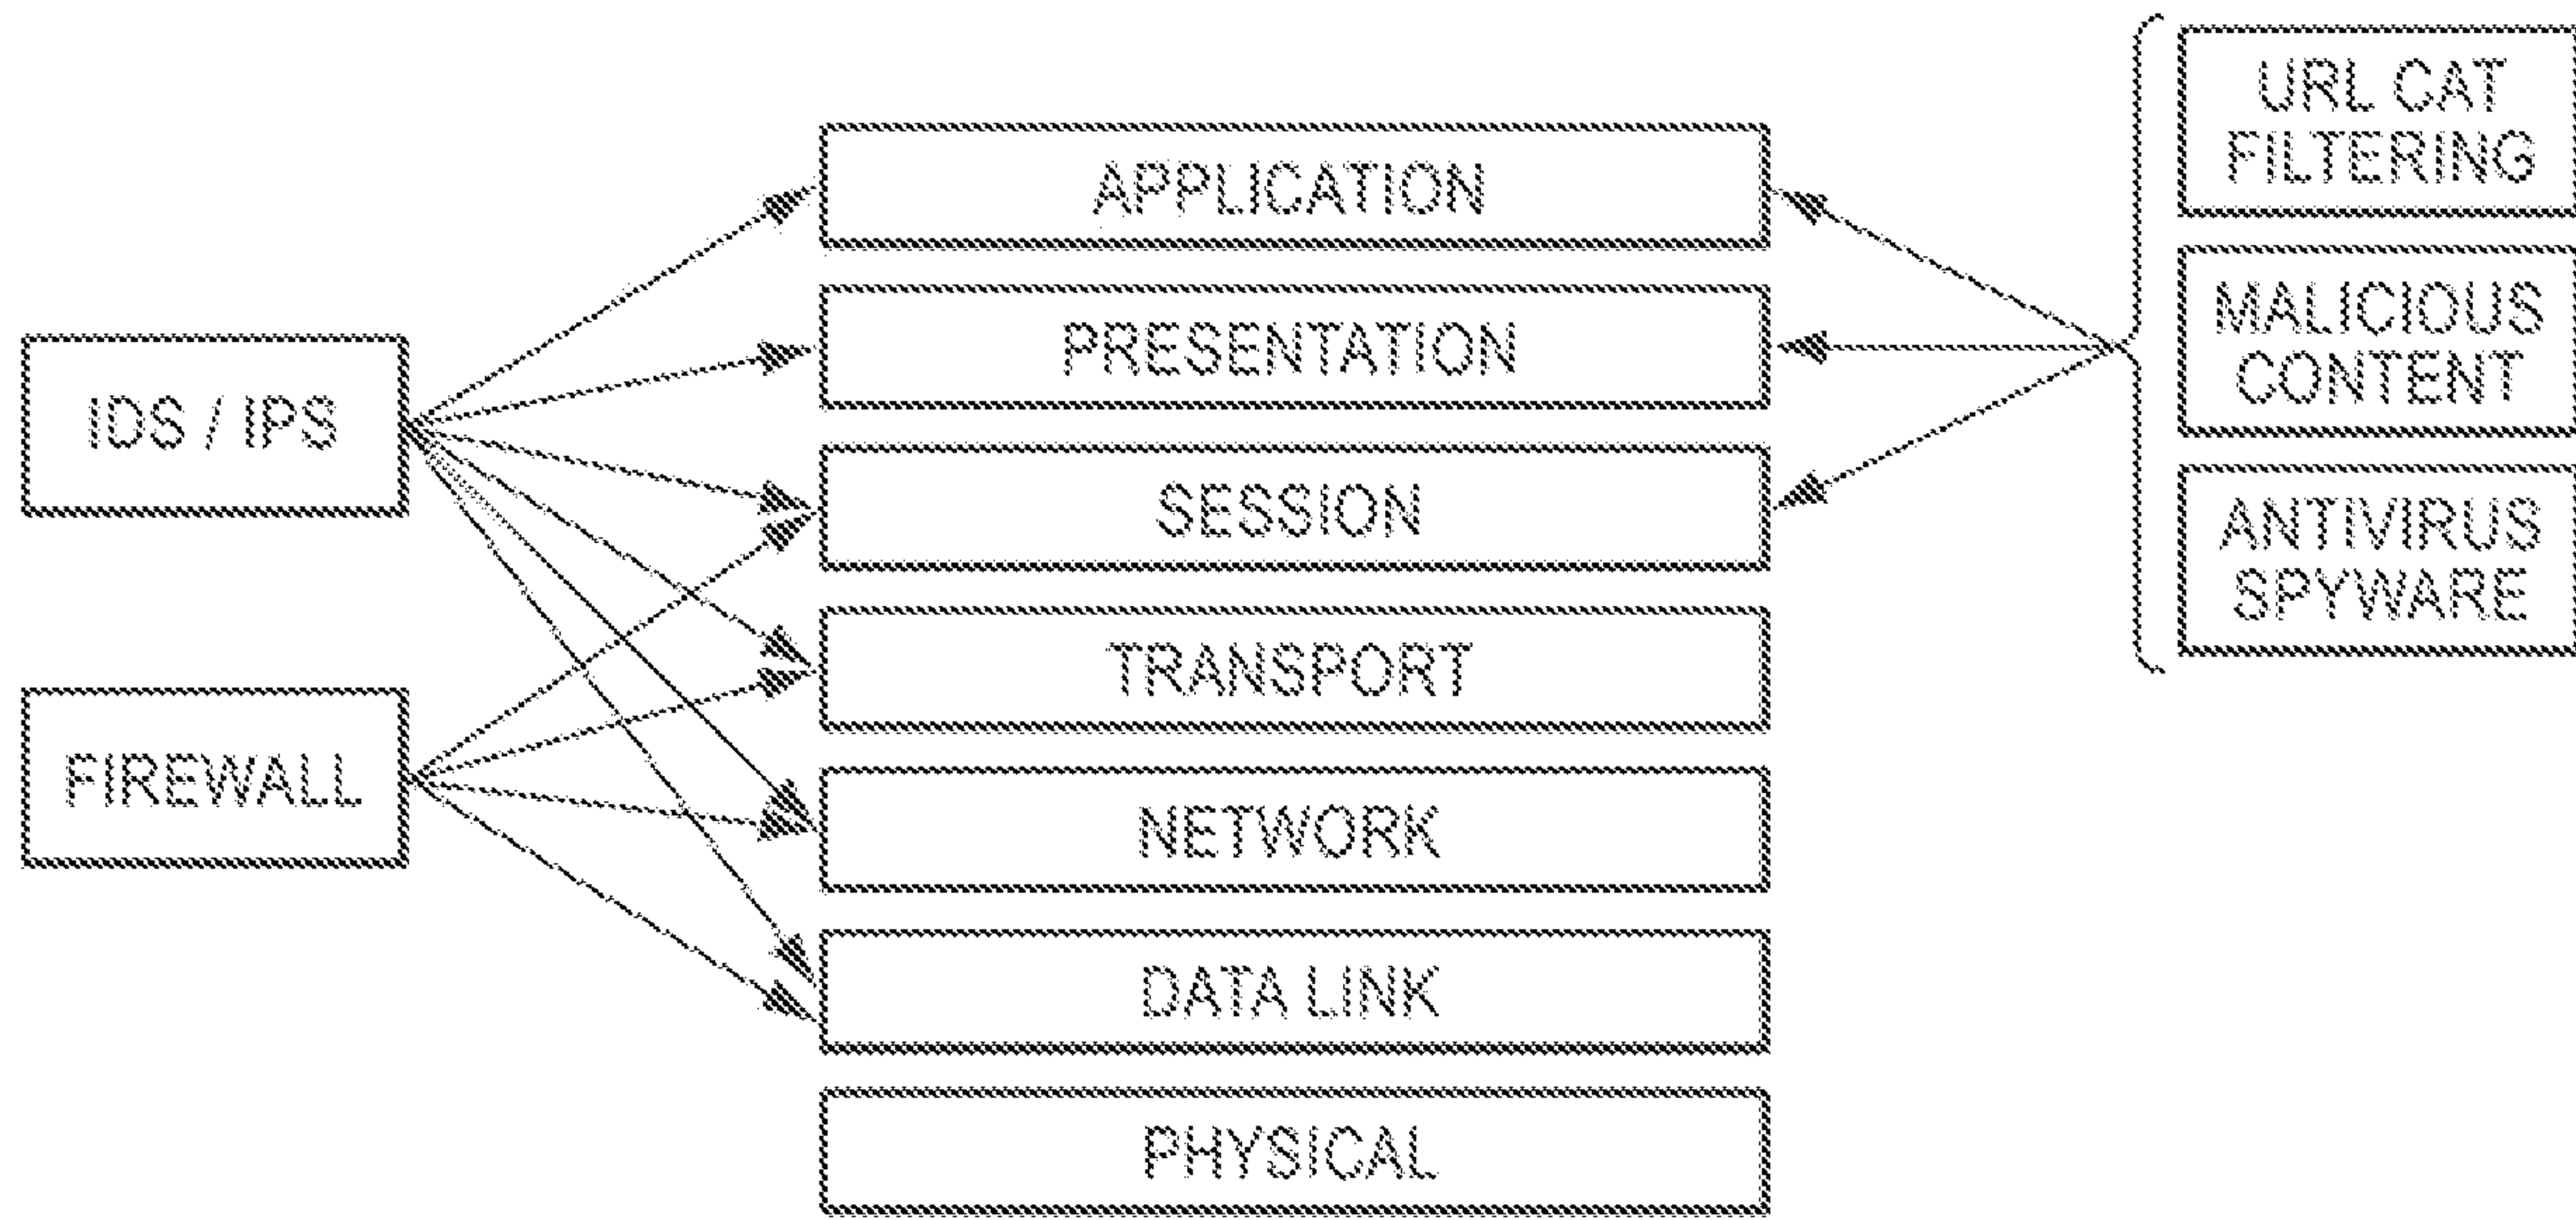 IDS / IPS
FIREWALL
APPLICATION
PRESENTATION
SESSION
TRANSPORT
NETWORK
DATA LINK
PHYSICAL
URL CAT
FILTERING
MALICIOUS
CONTENT
ANTIVIRUS
SPYWARE